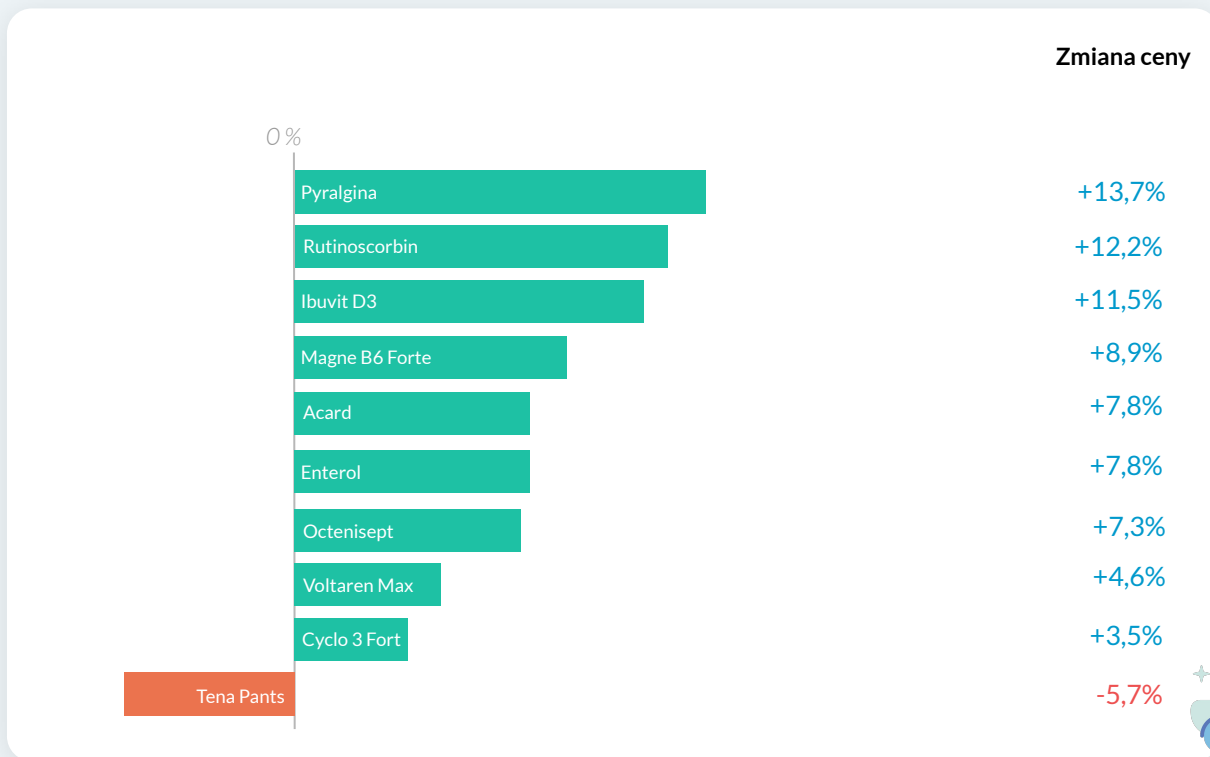 Zmiana ceny
0 %
Pyralgina +13,7%
Rutinoscorbin +12,2%
Ibuvit D3 +11,5%
Magne B6 Forte +8,9%
Acard +7,8%
Enterol +7,8%
Octenisept +7,3%
Voltaren Max +4,6%
Cyclo 3 Fort +3,5%
Tena Pants -5,7%